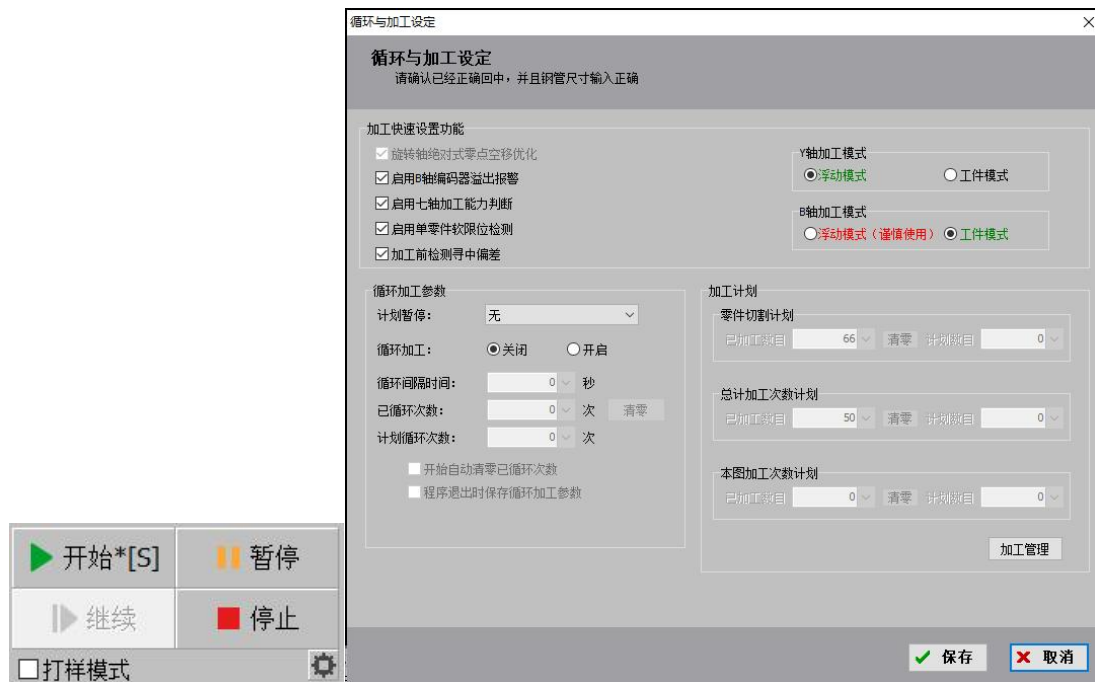 循环与加工设定
循环与加工设定
请确认已经正确回中，并且钢管尺寸输入正确
加工快速设置功能
旋转轴绝对式零点空移优化
启用B轴编码器溢出报警
启用七轴加工能力判断
启用单零件软限位检测
加工前检测寻中偏差
Y轴加工模式
浮动模式 工件模式
B轴加工模式
浮动模式（谨慎使用） 工件模式
循环加工参数
计划暂停： 无
循环加工： 关闭 开启
循环间隔时间： 0 秒
已循环次数： 0 次 清零
计划循环次数： 0 次
开始自动清零已循环次数
程序退出时保存循环加工参数
加工计划
零件切割计划
已加工数目 66 清零 计划数目 0
总计加工次数计划
已加工数目 50 清零 计划数目 0
本图加工次数计划
已加工数目 0 清零 计划数目 0
加工管理
保存 取消
开始*[S] 暂停
继续 停止
打样模式